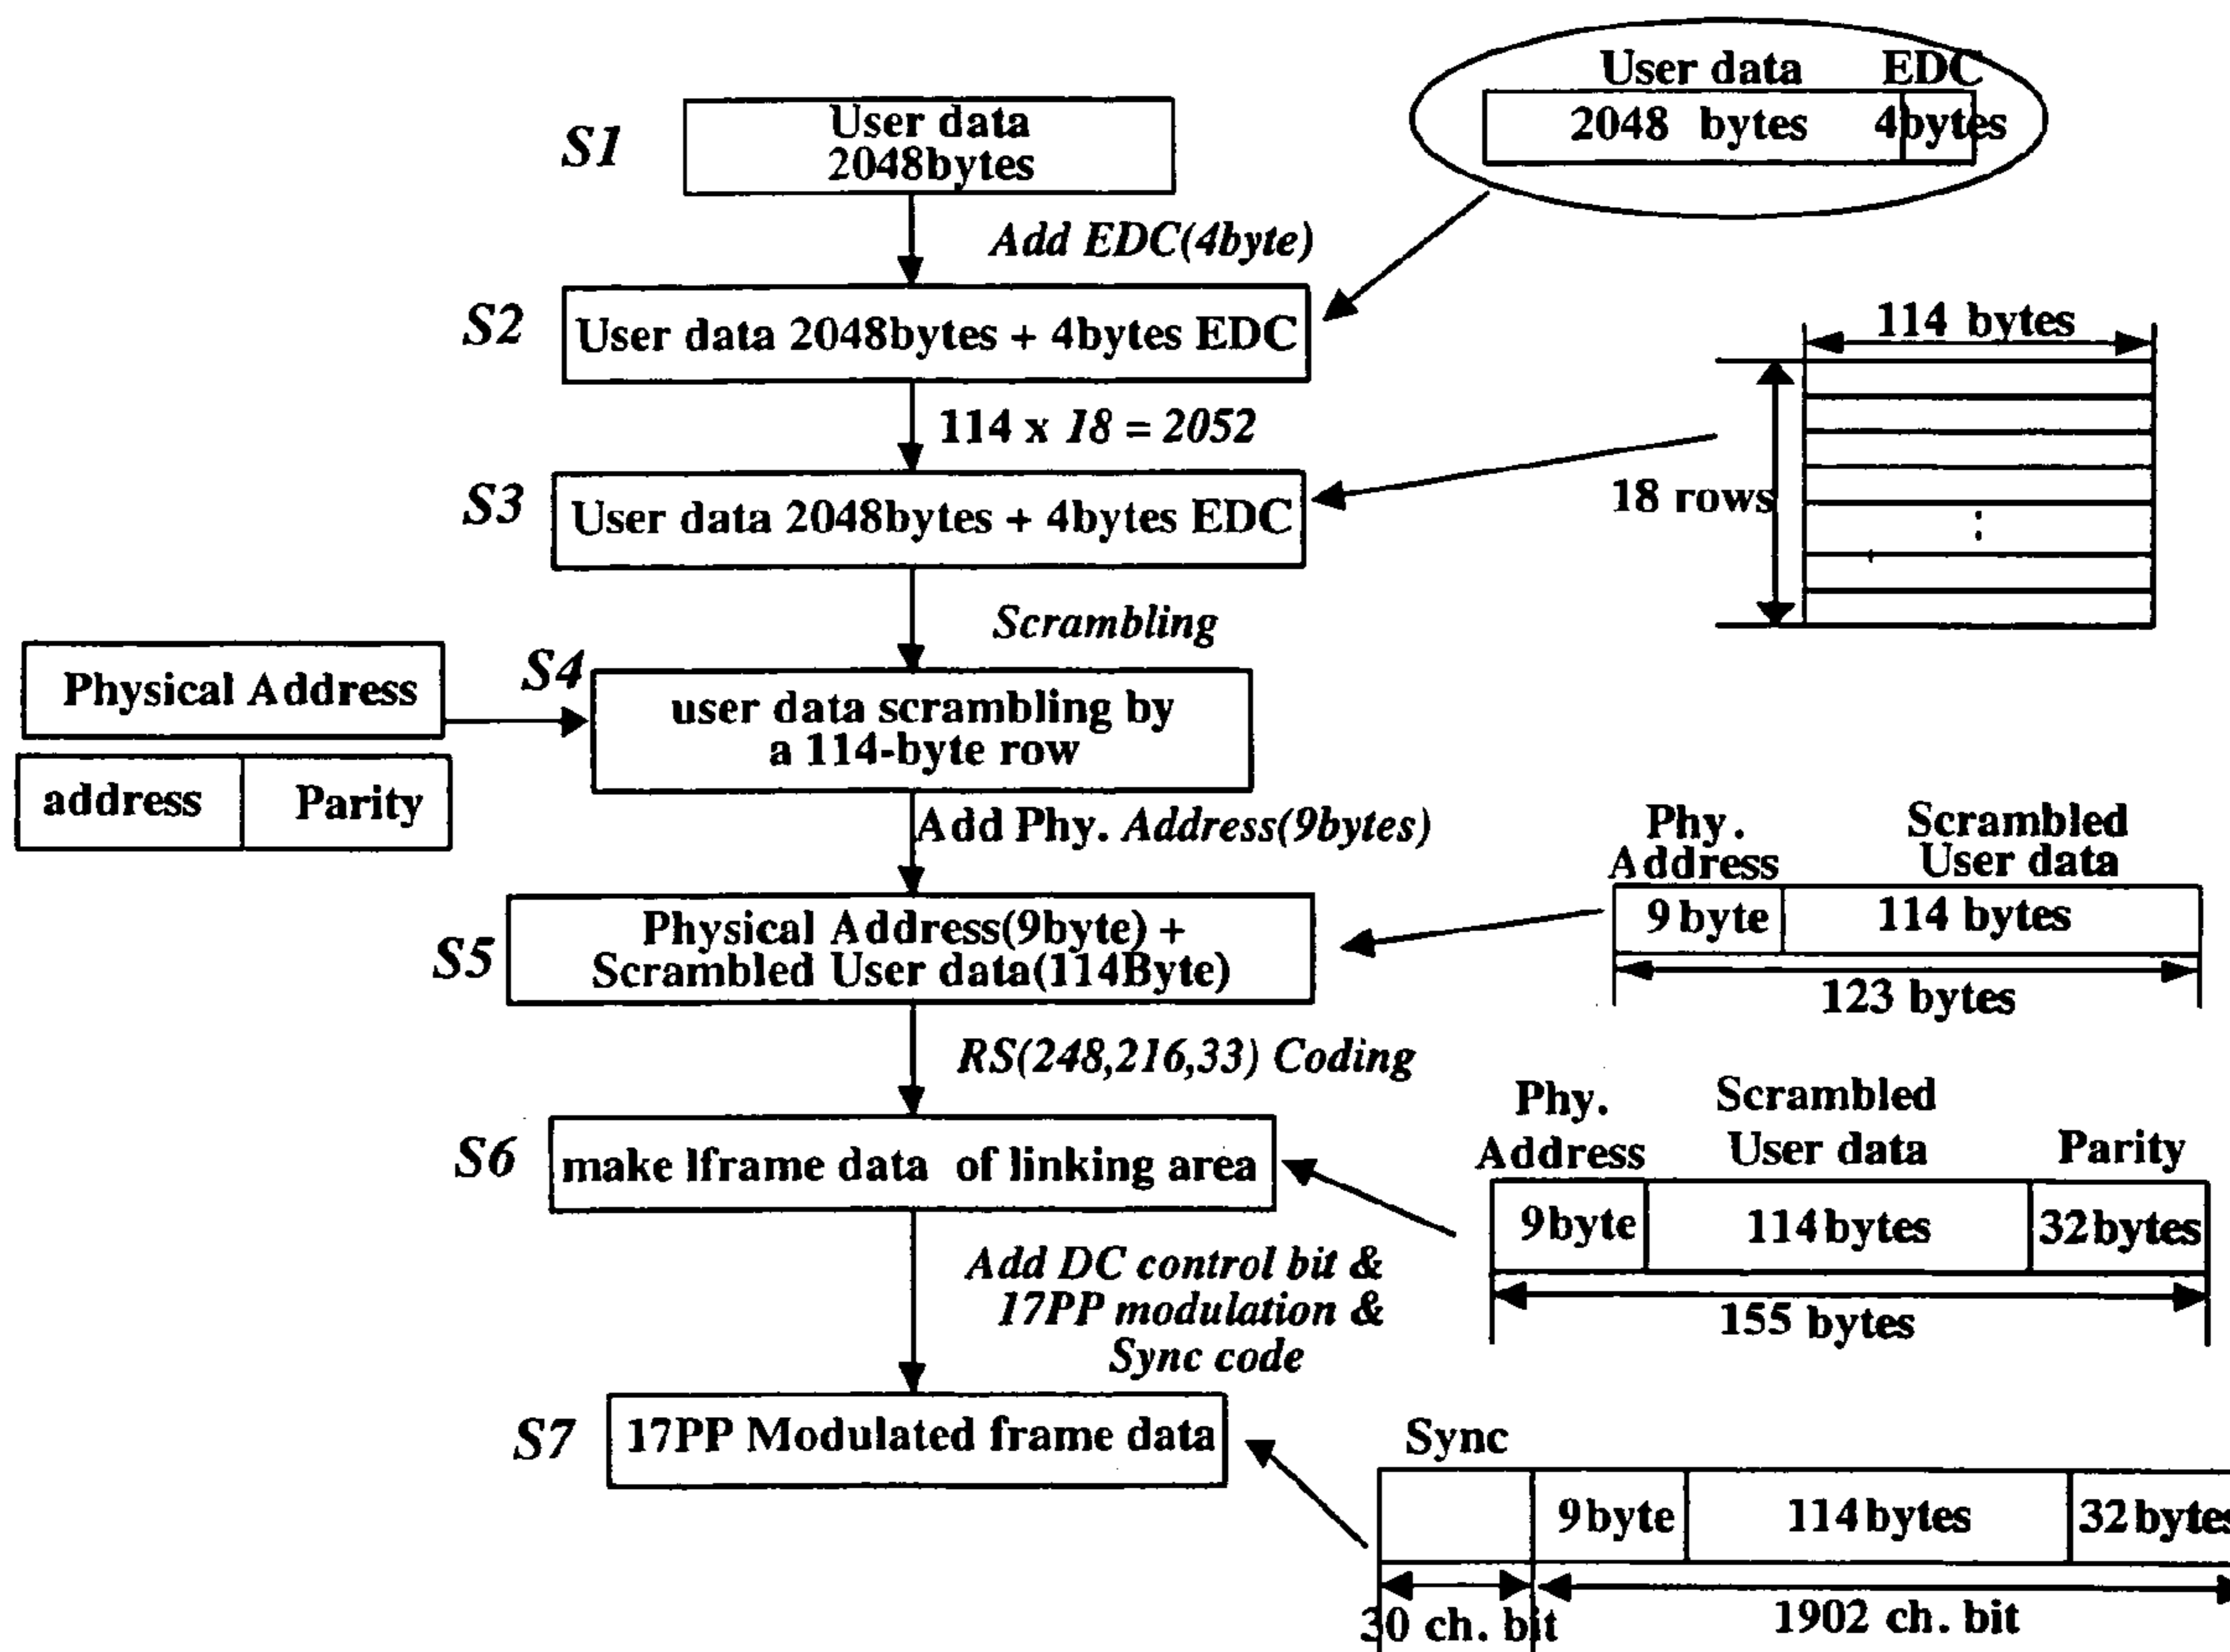 User data EDC
2048 bytes 4bytes
S1
User data
2048bytes
Add EDC(4byte)
S2
User data 2048bytes + 4bytes EDC
114 bytes
18 rows
114 x 18 = 2052
S3
User data 2048bytes + 4bytes EDC
Scrambling
Physical Address
address Parity
S4
user data scrambling by
a 114-byte row
Add Phy. Address(9bytes)
Phy.
Address
Scrambled
User data
9 byte 114 bytes
123 bytes
S5
Physical Address(9byte) +
Scrambled User data(114Byte)
RS(248,216,33) Coding
Phy.
Address
Scrambled
User data
Parity
9byte 114bytes 32bytes
155 bytes
S6
make 1frame data of linking area
Add DC control bit &
17PP modulation &
Sync code
S7
17PP Modulated frame data
Sync
9byte 114bytes 32bytes
30 ch. bit 1902 ch. bit